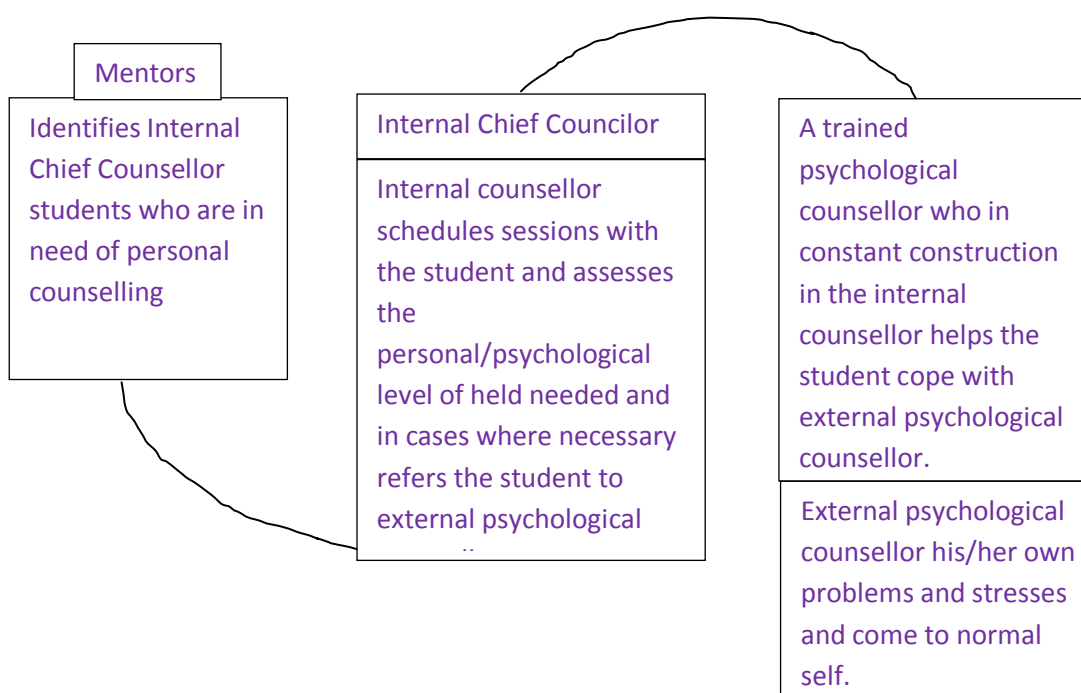 Mentors
Identifies Internal
Chief Counsellor
students who are in
need of personal
counselling
Internal Chief Councilor
Internal counsellor
schedules sessions with
the student and assesses
the
personal/psychological
level of held needed and
in cases where necessary
refers the student to
external psychological
A trained
psychological
counsellor who in
constant construction
in the internal
counsellor helps the
student cope with
external psychological
counsellor.
External psychological
counsellor his/her own
problems and stresses
and come to normal
self.